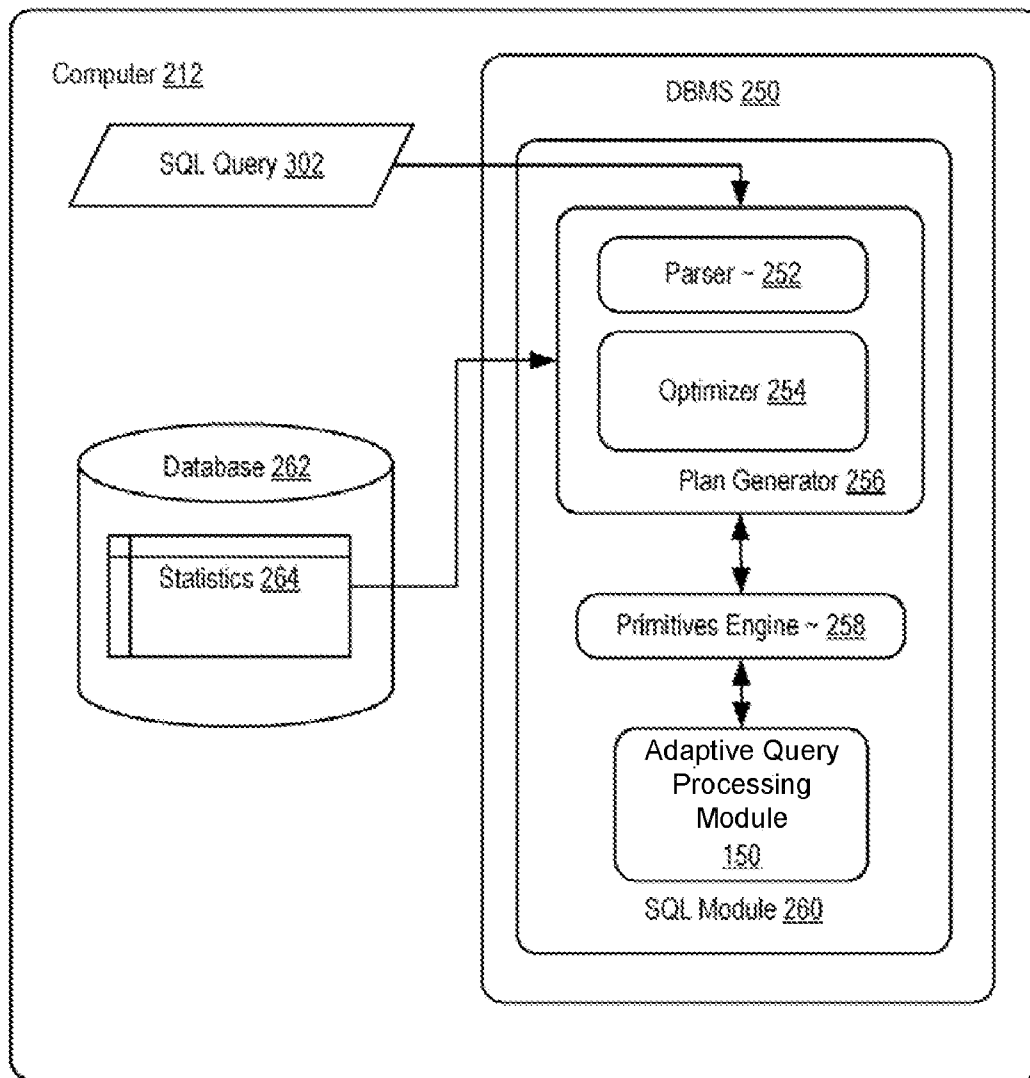 Computer 212
DBMS 250
SQL Query 302
Parser ~ 252
Optimizer 254
Plan Generator 256
Database 262
Statistics 264
Primitives Engine ~ 258
Adaptive Query
Processing
Module
150
SQL Module 260